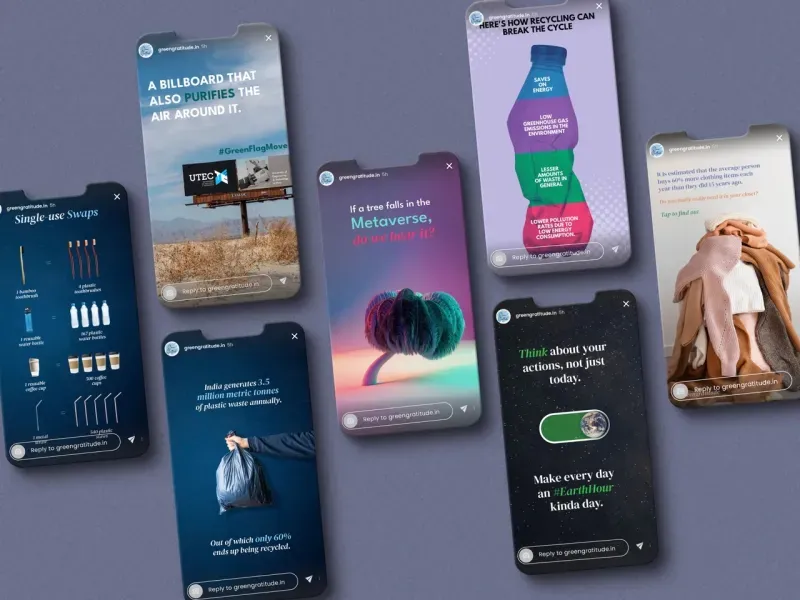 greengratitude.in 5h
Single-use Swaps
1 bamboo
toothbrush
=
4 plastic
toothbrushes
1 reusable
water bottle
=
167 plastic
water bottles
1 reusable
coffee cup
=
500 coffee
cups
1 metal
=
540 plastic
Reply to greengratitude.in
greengratitude.in 5h
A BILLBOARD THAT
ALSO PURIFIES THE
AIR AROUND IT.
#GreenFlagMove
UTEC
Reply to greengratitude.in
greengratitude.in 5h
India generates 3.5
million metric tonnes
of plastic waste annually.
Out of which only 60%
ends up being recycled.
Reply to greengratitude.in
greengratitude.in 5h
If a tree falls in the
Metaverse,
do we hear it?
Reply to greengratitude.in
HERE'S HOW RECYCLING CAN
BREAK THE CYCLE
SAVES
ON
ENERGY
LOW
GREENHOUSE GAS
EMISSIONS IN THE
ENVIRONMENT
LESSER
AMOUNTS
OF WASTE IN
GENERAL
LOWER POLLUTION
RATES DUE TO
LOW ENERGY
CONSUMPTION.
Reply to greengratitude.in
greengratitude.in 5h
Think about your
actions, not just
today.
Make every day
an #EarthHour
kinda day.
Reply to greengratitude.in
greengratitude.in 5h
It is estimated that the average person
buys 60% more clothing items each
year than they did 15 years ago.
Do you really need
Tap to find out
Reply to greengratitude.in